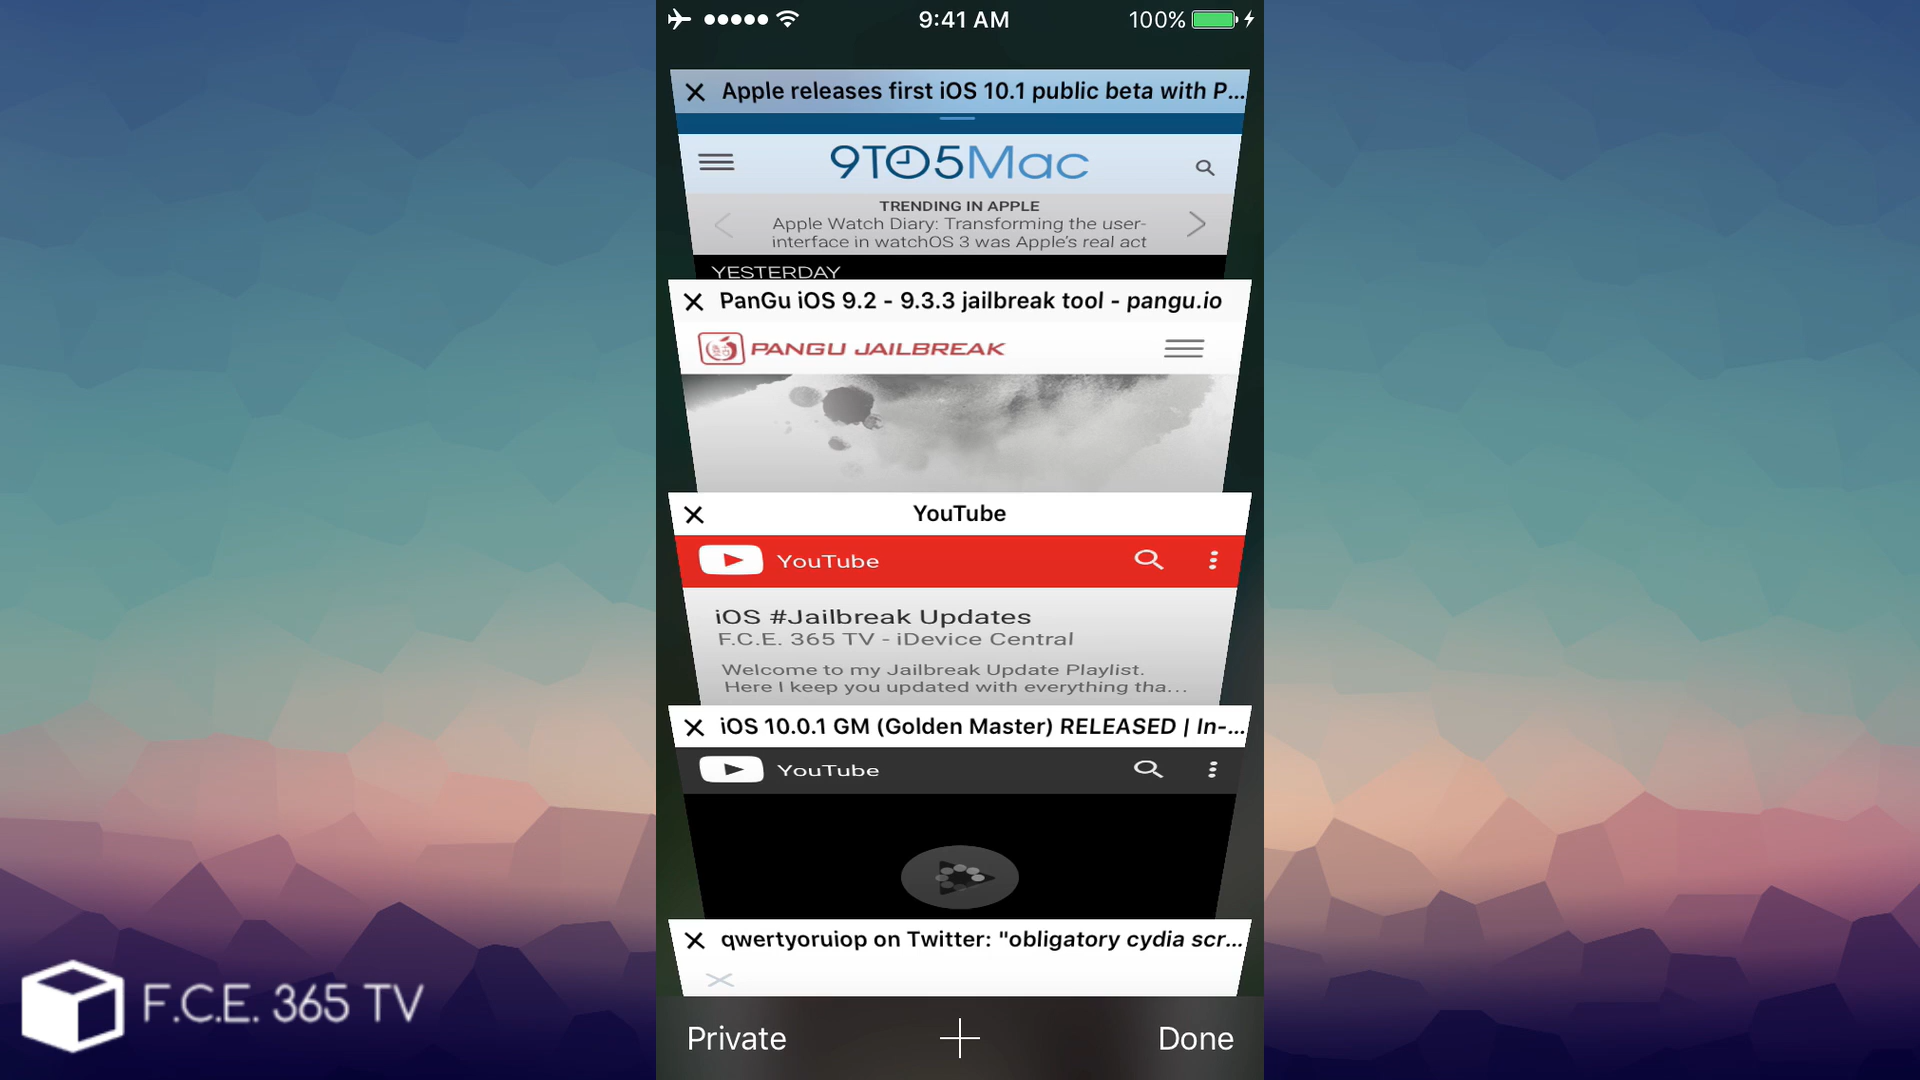 9:41 AM
100%
Apple releases first iOS 10.1 public beta with P...
9TO5Mac
TRENDING IN APPLE
Apple Watch Diary: Transforming the user-
interface in watchOS 3 was Apple's real act
YESTERDAY
PanGu iOS 9.2 - 9.3.3 jailbreak tool - pangu.io
PANGU JAILBREAK
YouTube
YouTube
iOS #Jailbreak Updates
F.C.E. 365 TV - iDevice Central
Welcome to my Jailbreak Update Playlist.
Here I keep you updated with everything tha...
iOS 10.0.1 GM (Golden Master) RELEASED | In-...
YouTube
qwertyoruiop on Twitter: "obligatory cydia scr...
Private
Done
F.C.E. 365 TV